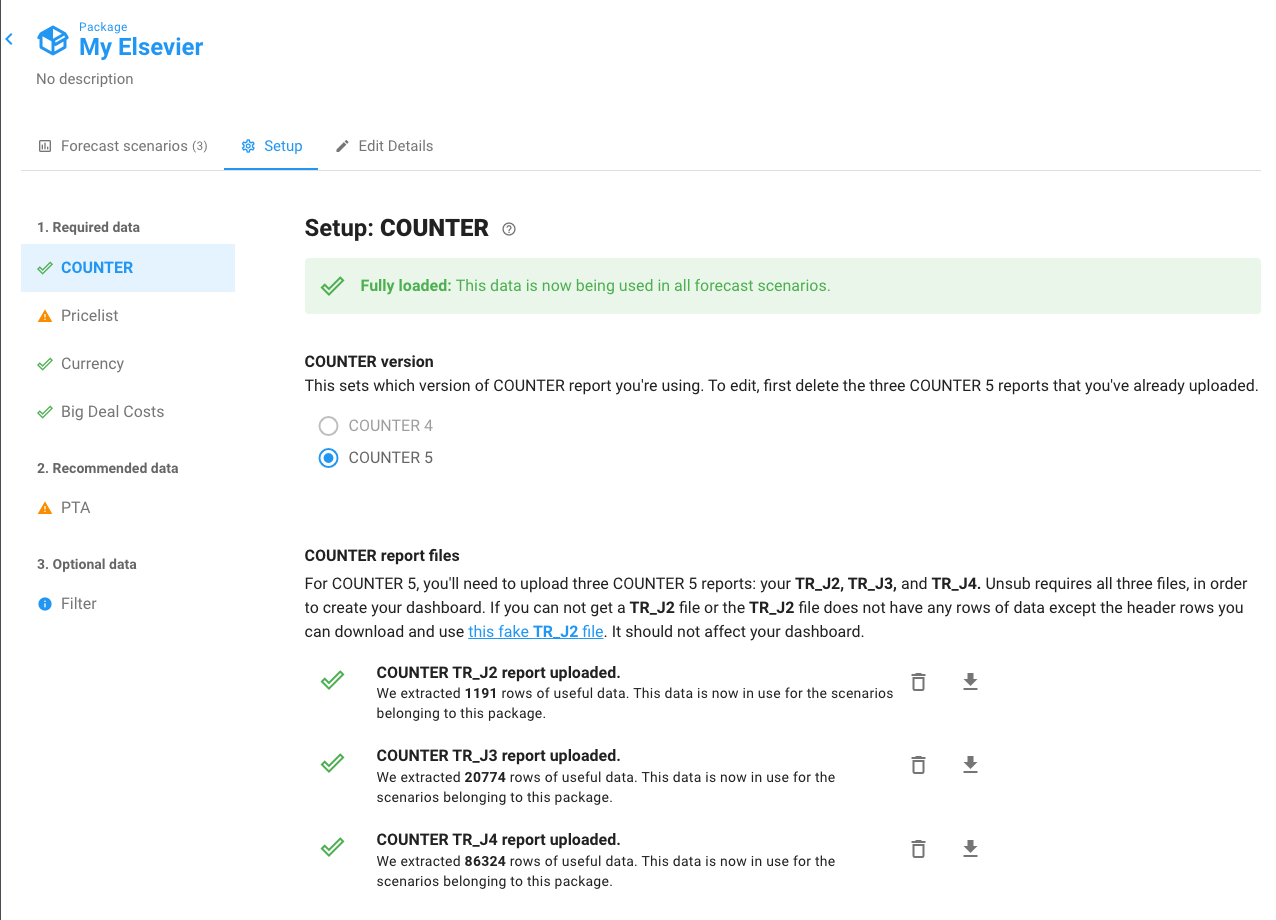 Package
My Elsevier
No description
Forecast scenarios (3)
Setup
Edit Details
1. Required data
COUNTER
Pricelist
Currency
Big Deal Costs
2. Recommended data
PTA
3. Optional data
Filter
Setup: COUNTER
Fully loaded: This data is now being used in all forecast scenarios.
COUNTER version
This sets which version of COUNTER report you're using. To edit, first delete the three COUNTER 5 reports that you've already uploaded.
COUNTER 4
COUNTER 5
COUNTER report files
For COUNTER 5, you'll need to upload three COUNTER 5 reports: your TR_J2, TR_J3, and TR_J4. Unsub requires all three files, in order
to create your dashboard. If you can not get a TR_J2 file or the TR_J2 file does not have any rows of data except the header rows you
can download and use this fake TR_J2 file. It should not affect your dashboard.
COUNTER TR_J2 report uploaded.
We extracted 1191 rows of useful data. This data is now in use for the scenarios
belonging to this package.
COUNTER TR_J3 report uploaded.
We extracted 20774 rows of useful data. This data is now in use for the
scenarios belonging to this package.
COUNTER TR_J4 report uploaded.
We extracted 86324 rows of useful data. This data is now in use for the
scenarios belonging to this package.